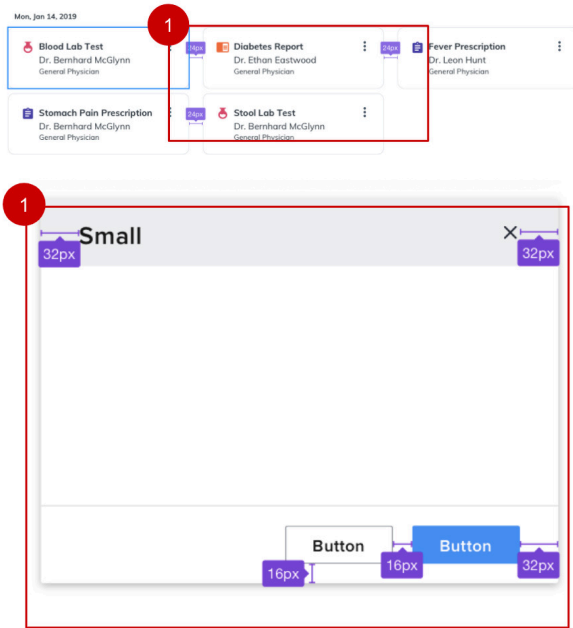 Mon, Jan 14, 2019
1
Blood Lab Test
Dr. Bernhard McGlynn
General Physician
24px
Diabetes Report
Dr. Ethan Eastwood
General Physician
24px
Fever Prescription
Dr. Leon Hunt
General Physician
Stomach Pain Prescription
Dr. Bernhard McGlynn
General Physician
24px
Stool Lab Test
Dr. Bernhard McGlynn
General Physician
1
Small
32px
32px
Button
Button
16px
16px
32px